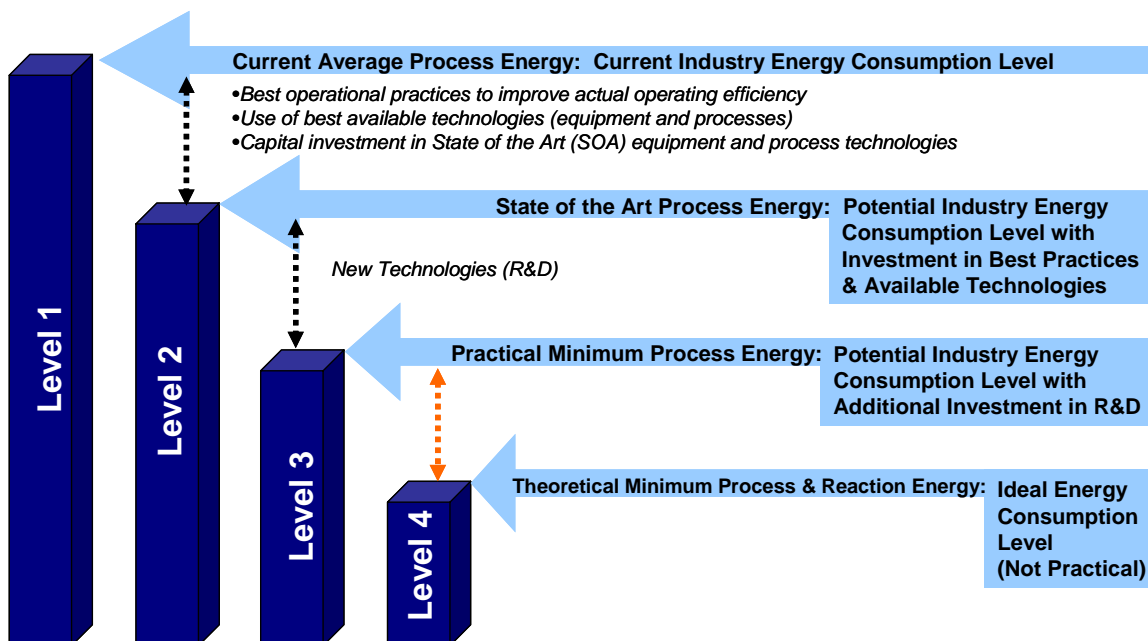 Current Average Process Energy: Current Industry Energy Consumption Level
•Best operational practices to improve actual operating efficiency
•Use of best available technologies (equipment and processes)
•Capital investment in State of the Art (SOA) equipment and process technologies
State of the Art Process Energy: Potential Industry Energy
Consumption Level with
Investment in Best Practices
& Available Technologies
New Technologies (R&D)
Practical Minimum Process Energy: Potential Industry Energy
Consumption Level with
Additional Investment in R&D
Theoretical Minimum Process & Reaction Energy: Ideal Energy
Consumption
Level
(Not Practical)
Level 1
Level 2
Level 3
Level 4